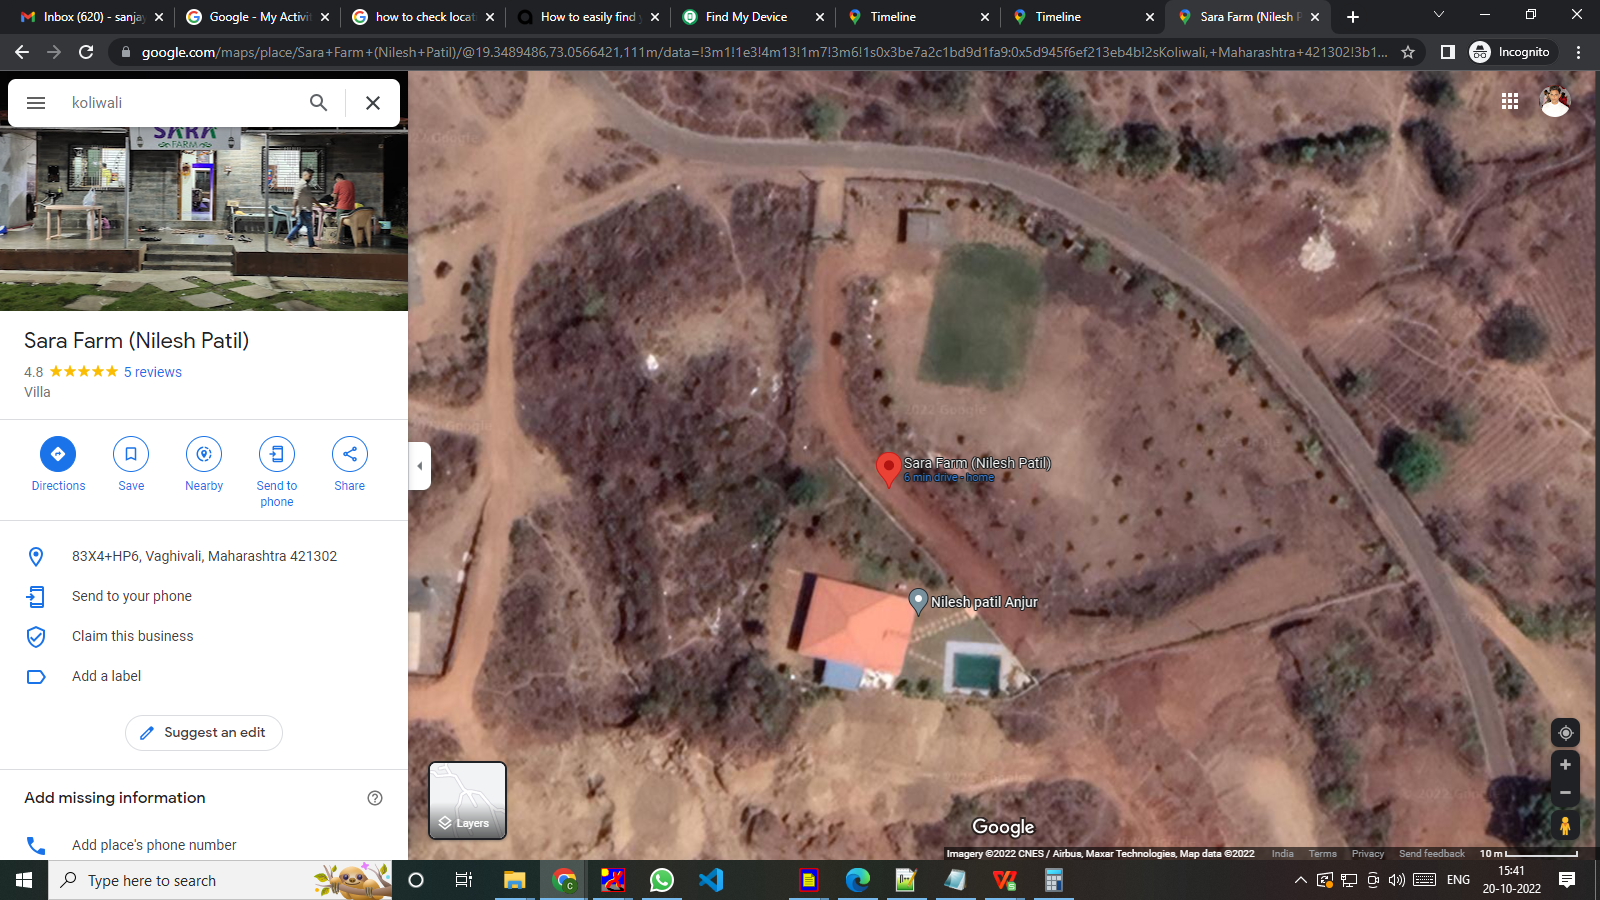 Inbox (620) - sanjay
Google - My Activit
how to check locat
How to easily find y
Find My Device
Timeline
Timeline
Sara Farm (Nilesh P
google.com/maps/place/Sara+Farm+(Nilesh+Patil)/@19.3489486,73.0566421,111m/data=!3m1!1e3!4m13!1m7!3m6!1s0x3be7a2c1bd9d1fa9:0x5d945f6ef213eb4b!2sKoliwali,+Maharashtra+421302!3b1...
Incognito
koliwali
SARA
FARM
Sara Farm (Nilesh Patil)
4.8 5 reviews
Villa
Directions
Save
Nearby
Send to
phone
Share
83X4+HP6, Vaghivali, Maharashtra 421302
Send to your phone
Claim this business
Add a label
Suggest an edit
Add missing information
Add place's phone number
Sara Farm (Nilesh Patil)
6 min drive - home
Nilesh patil Anjur
2022 Google
Layers
Google
Imagery ©2022 CNES / Airbus, Maxar Technologies, Map data ©2022
India
Terms
Privacy
Send feedback
10 m
Type here to search
ENG
15:41
20-10-2022